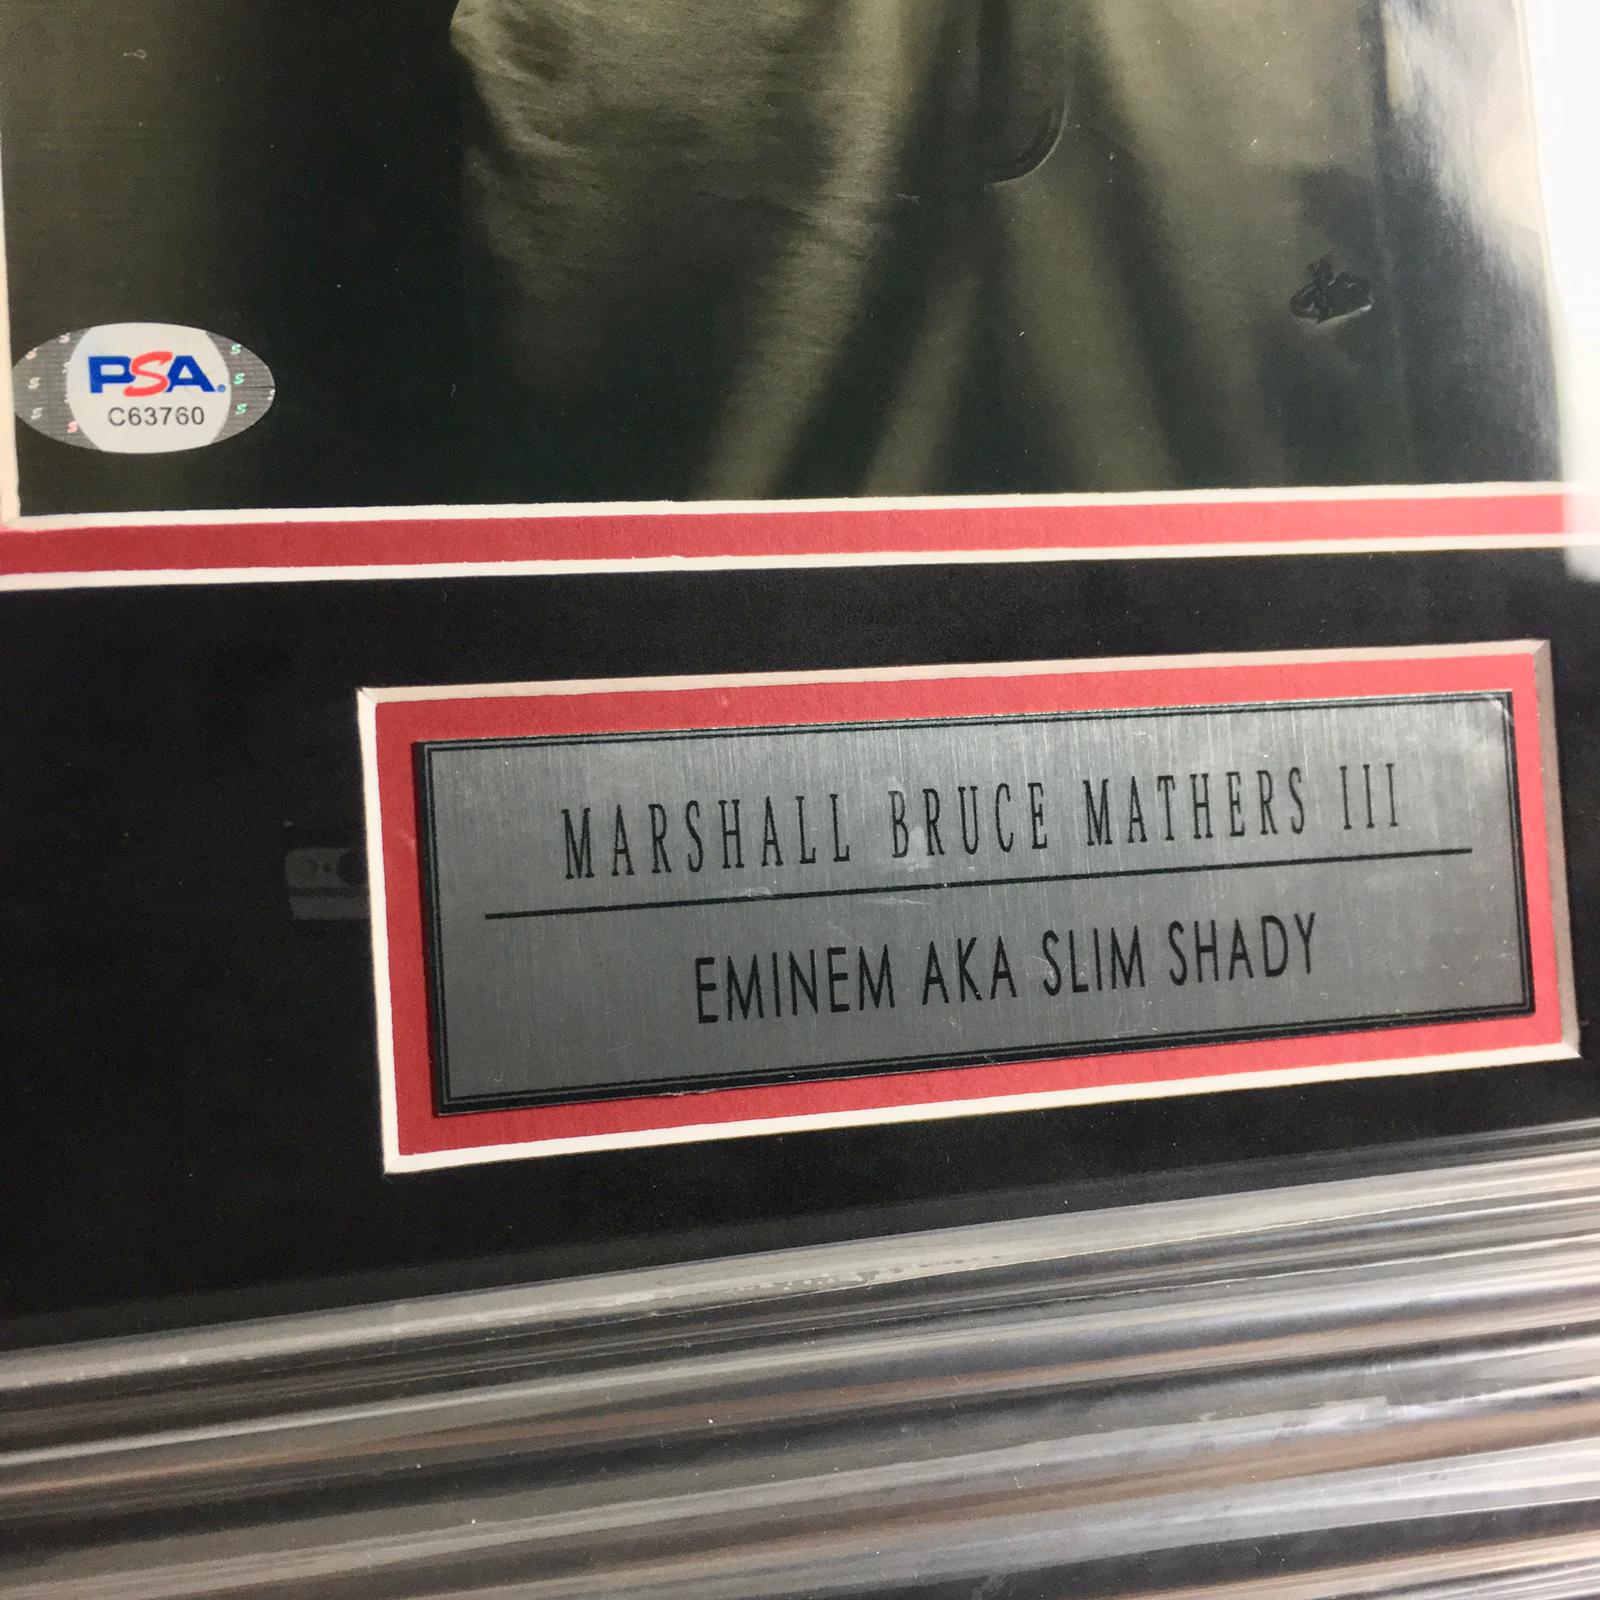 PSA®
C63760
MARSHALL BRUCE MATHERS III
EMINEM AKA SLIM SHADY